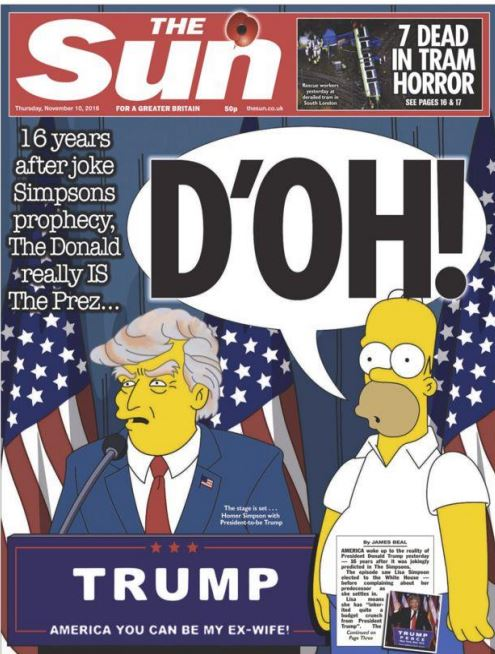 THE
Sun
Thursday, November 10, 2016
FOR A GREATER BRITAIN
50p
thesun.co.uk
Rescue workers
yesterday at
derailed tram in
South London
7 DEAD
IN TRAM
HORROR
SEE PAGES 16 & 17
16 years
after joke
Simpsons
prophecy,
The Donald
really IS
The Prez...
D'OH!
The stage is set . . .
Homer Simpson with
President-to-be Trump
TRUMP
AMERICA YOU CAN BE MY EX-WIFE!
By JAMES BEAL
AMERICA woke up to the reality of
President Donald Trump yesterday
— 16 years after it was jokingly
predicted in The Simpsons.
The episode saw Lisa Simpson
elected to the White House —
before complaining about her
predecessor as
she settles in.
Lisa means
she has "inher-
ited quite a
budget crunch
from President
Trump". The
Continued on
Page Three
TRUMP
PENCE